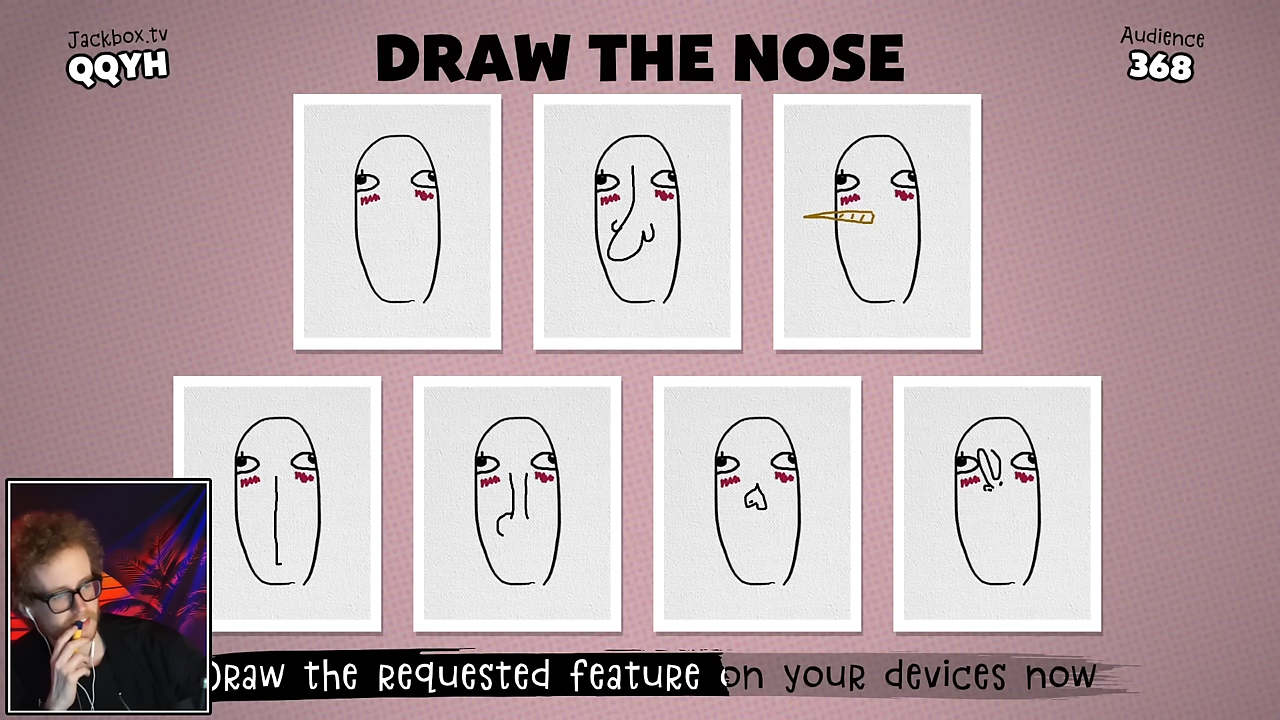 Jackbox.tv
QQYH
DRAW THE NOSE
Audience
368
Draw the requested feature on your devices now